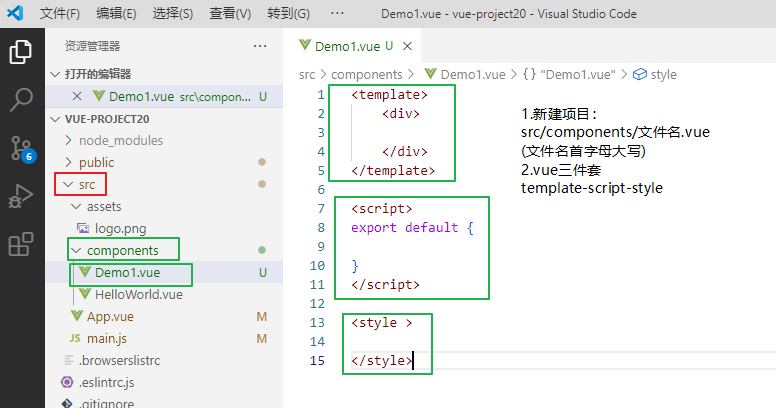 文件(F) 编辑(E) 选择(S) 查看(V) 转到(G) ··· Demo1.vue - vue-project20 - Visual Studio Code
资源管理器 ···
打开的编辑器
Demo1.vue src\compon... U
VUE-PROJECT20
node_modules
public
src
assets
logo.png
components
Demo1.vue U
HelloWorld.vue
App.vue M
JS main.js M
.browserslistrc
.eslintrc.js
.gitignore
6
Demo1.vue U ×
src > components > Demo1.vue > {} "Demo1.vue" > style
1 <template>
2 <div>
3
4 </div>
5 </template>
6
7 <script>
8 export default {
9
10 }
11 </script>
12
13 <style >
14
15 </style>
1.新建项目：
src/components/文件名.vue
(文件名首字母大写)
2.vue三件套
template-script-style